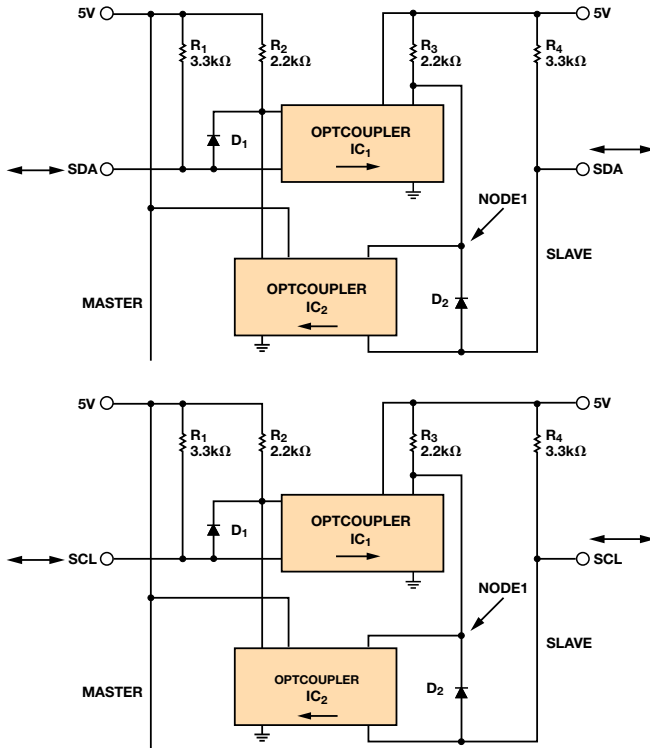 5V
R1
3.3kΩ
R2
2.2kΩ
R3
2.2kΩ
R4
3.3kΩ
5V
D1
OPTCOUPLER
IC1
SDA
SDA
NODE1
SLAVE
OPTCOUPLER
IC2
MASTER
D2
5V
R1
3.3kΩ
R2
2.2kΩ
R3
2.2kΩ
R4
3.3kΩ
5V
D1
OPTCOUPLER
IC1
SCL
SCL
NODE1
SLAVE
OPTCOUPLER
IC2
MASTER
D2